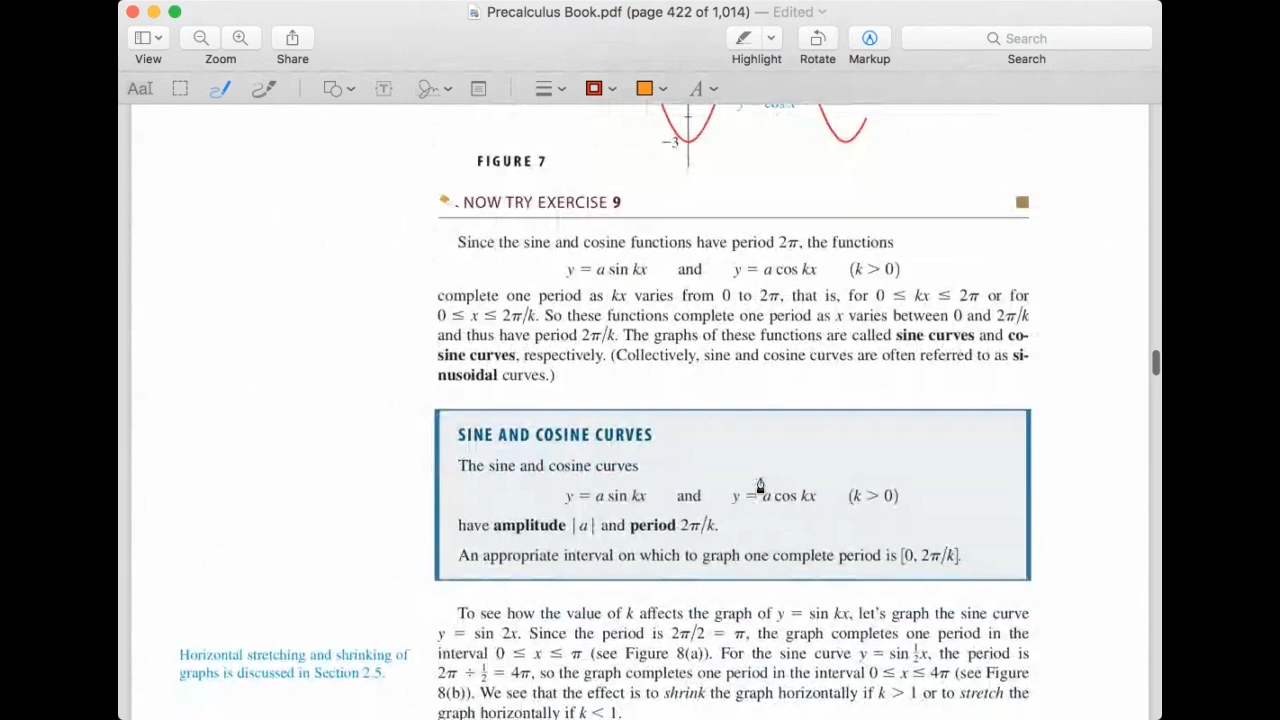 Precalculus Book.pdf (page 422 of 1,014) — Edited
View
Zoom
Share
Highlight
Rotate
Markup
Search
Search
AaI
T
A
−3
FIGURE 7
. NOW TRY EXERCISE 9
Since the sine and cosine functions have period 2π, the functions
y = a sin kx and y = a cos kx (k > 0)
complete one period as kx varies from 0 to 2π, that is, for 0 ≤ kx ≤ 2π or for
0 ≤ x ≤ 2π/k. So these functions complete one period as x varies between 0 and 2π/k
and thus have period 2π/k. The graphs of these functions are called sine curves and co-
sine curves, respectively. (Collectively, sine and cosine curves are often referred to as si-
nusoidal curves.)
SINE AND COSINE CURVES
The sine and cosine curves
y = a sin kx and y = a cos kx (k > 0)
have amplitude |a| and period 2π/k.
An appropriate interval on which to graph one complete period is [0, 2π/k].
To see how the value of k affects the graph of y = sin kx, let's graph the sine curve
y = sin 2x. Since the period is 2π/2 = π, the graph completes one period in the
interval 0 ≤ x ≤ π (see Figure 8(a)). For the sine curve y = sin ½x, the period is
2π ÷ ½ = 4π, so the graph completes one period in the interval 0 ≤ x ≤ 4π (see Figure
8(b)). We see that the effect is to shrink the graph horizontally if k > 1 or to stretch the
graph horizontally if k < 1.
Horizontal stretching and shrinking of
graphs is discussed in Section 2.5.